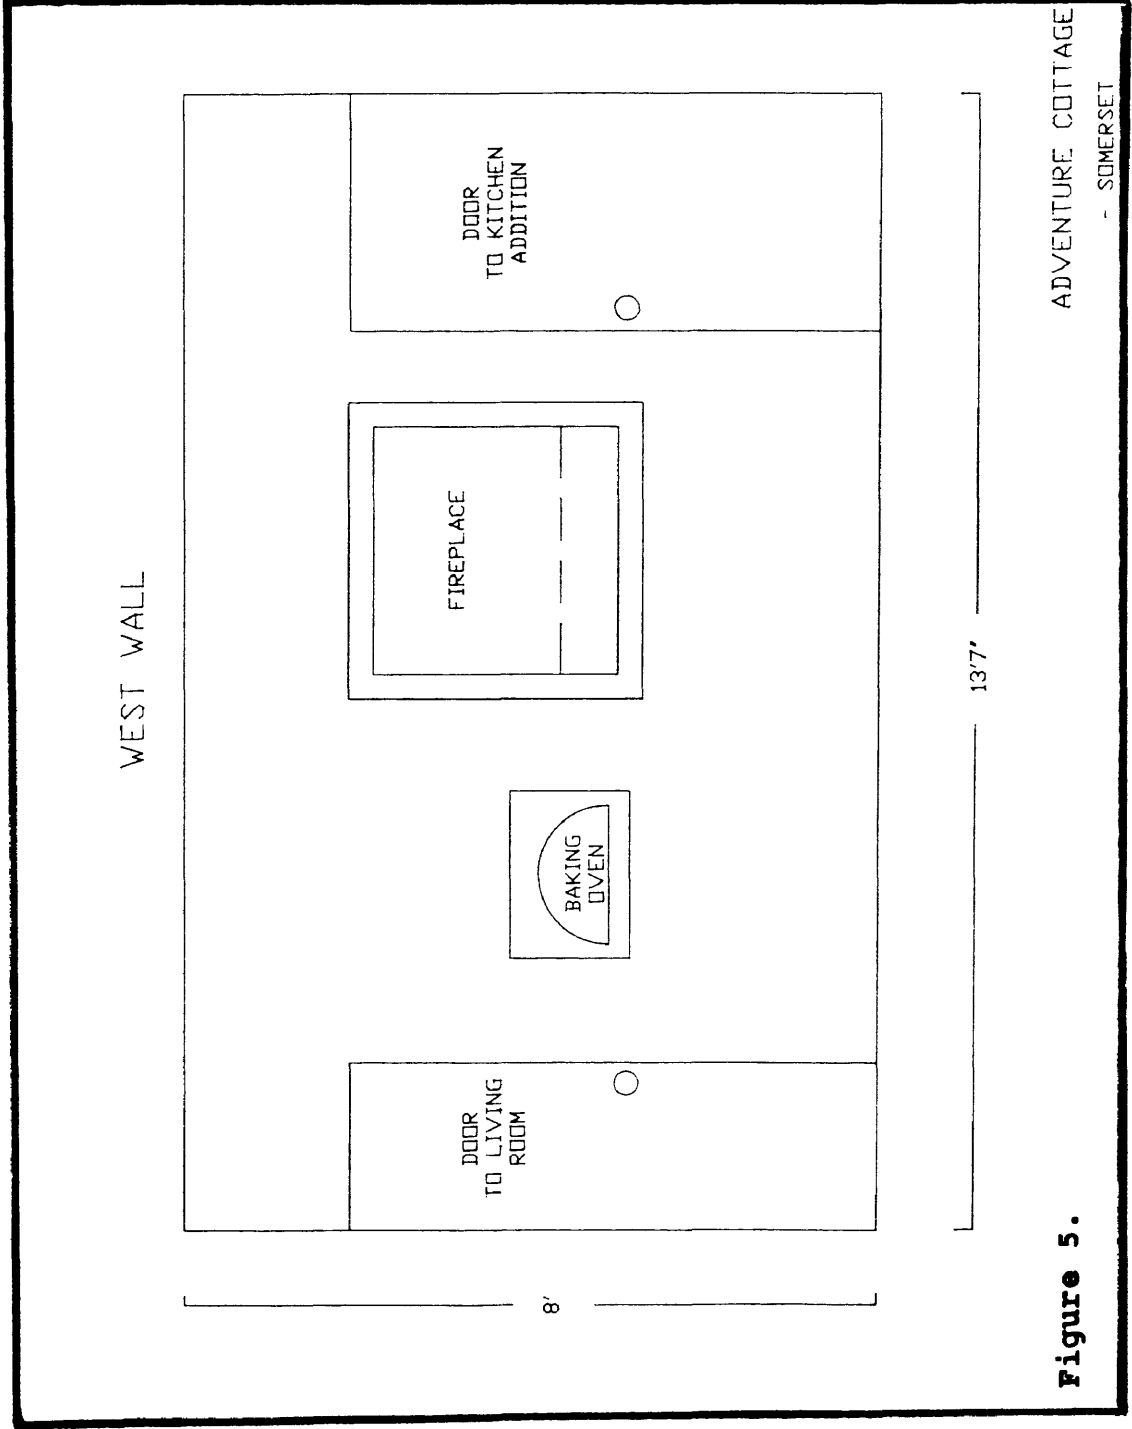 WEST WALL
DOOR
TO LIVING
ROOM
BAKING
OVEN
FIREPLACE
DOOR
TO KITCHEN
ADDITION
8'
13'7"
Figure 5.
ADVENTURE COTTAGE
- SOMERSET